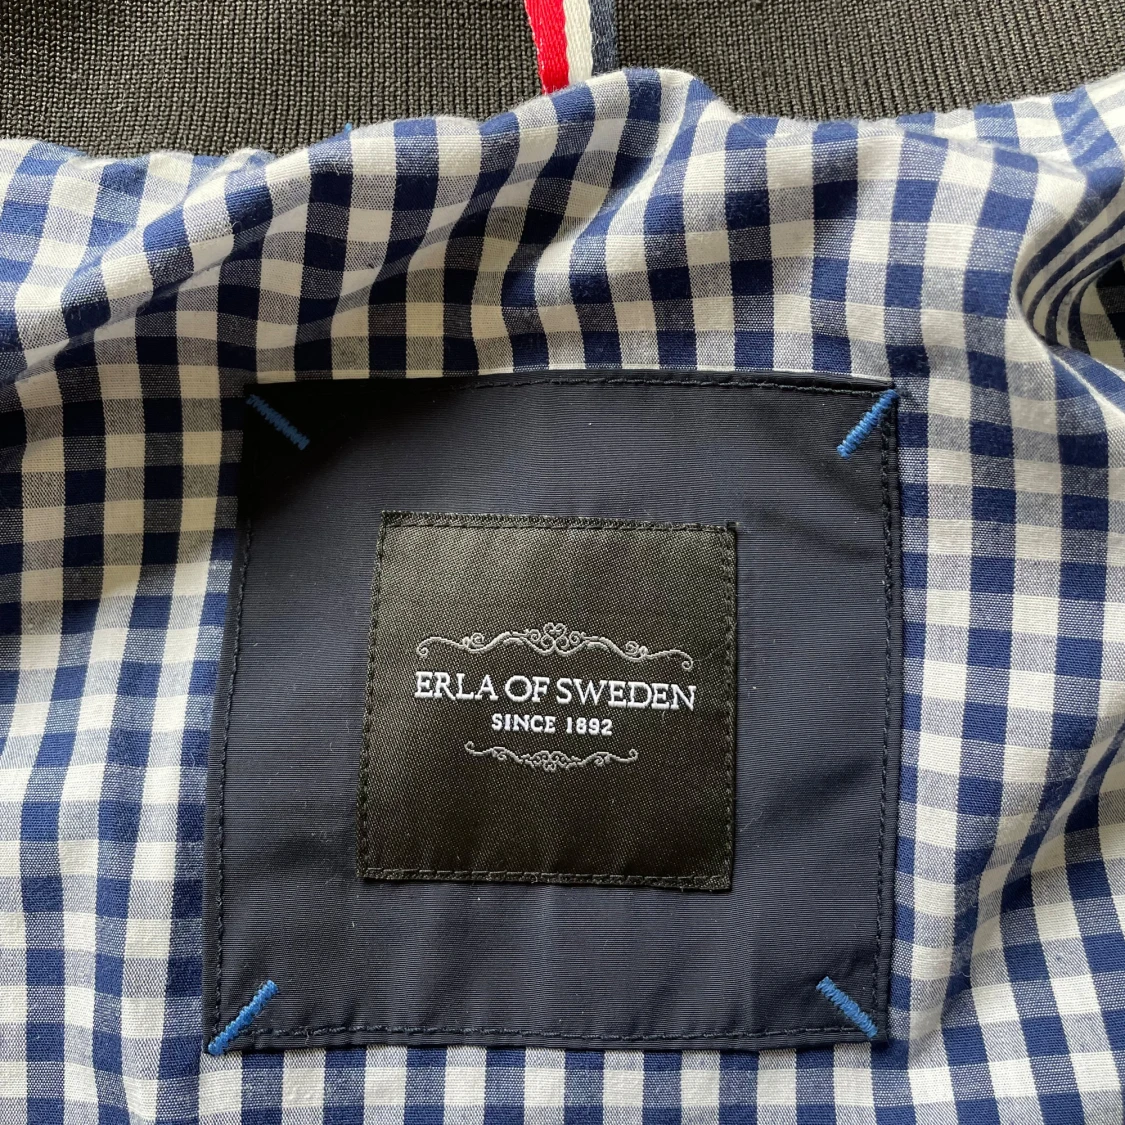 ERLA OF SWEDEN
SINCE 1892